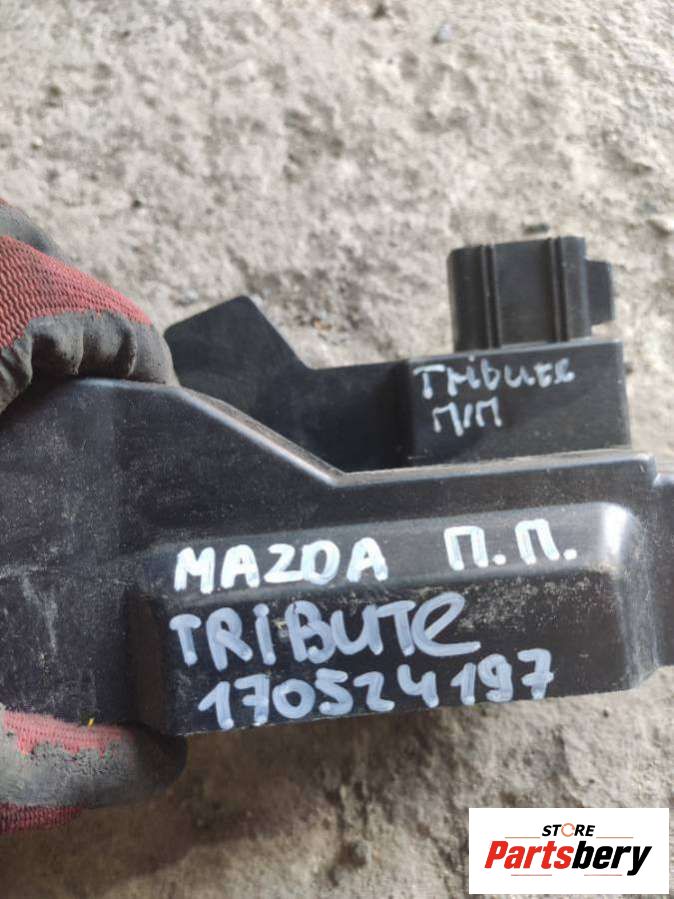 Tribute
П/П
MAZDA П.П.
TRIBUTE
170524197
STORE
Partsbery